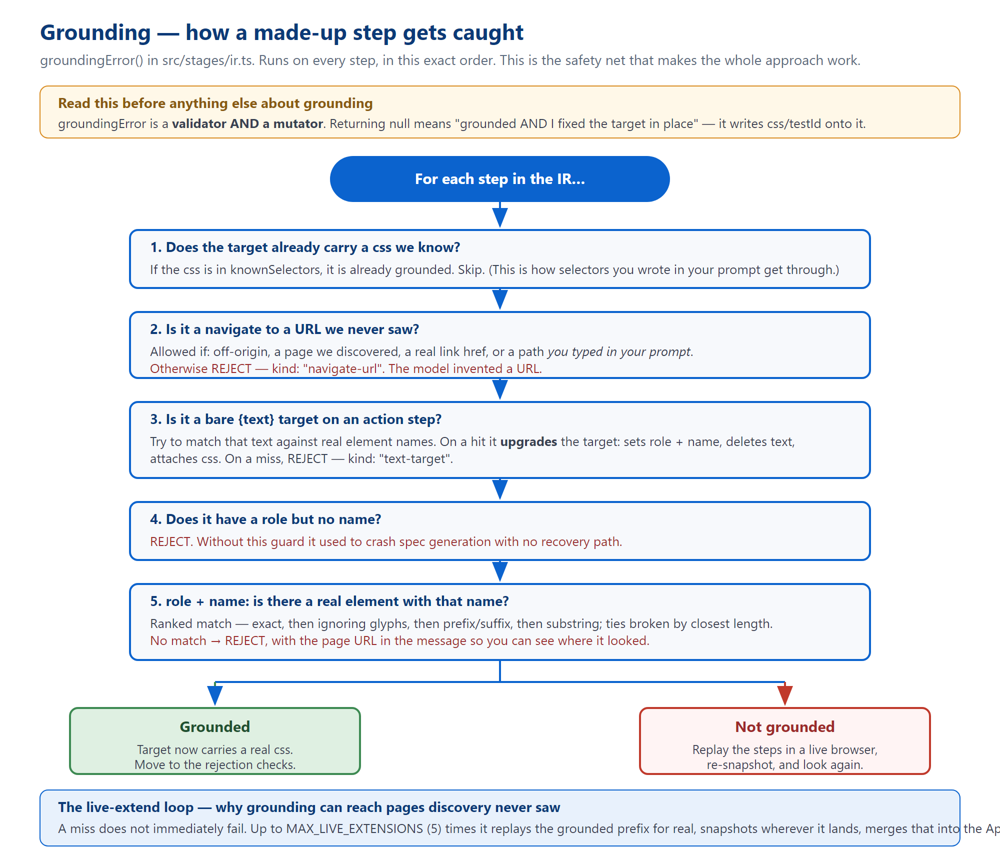 Grounding — how a made-up step gets caught
groundingError() in src/stages/ir.ts. Runs on every step, in this exact order. This is the safety net that makes the whole approach work.
Read this before anything else about grounding
groundingError is a validator AND a mutator. Returning null means "grounded AND I fixed the target in place" — it writes css/testId onto it.
For each step in the IR...
1. Does the target already carry a css we know?
If the css is in knownSelectors, it is already grounded. Skip. (This is how selectors you wrote in your prompt get through.)
2. Is it a navigate to a URL we never saw?
Allowed if: off-origin, a page we discovered, a real link href, or a path you typed in your prompt.
Otherwise REJECT — kind: "navigate-url". The model invented a URL.
3. Is it a bare {text} target on an action step?
Try to match that text against real element names. On a hit it upgrades the target: sets role + name, deletes text,
attaches css. On a miss, REJECT — kind: "text-target".
4. Does it have a role but no name?
REJECT. Without this guard it used to crash spec generation with no recovery path.
5. role + name: is there a real element with that name?
Ranked match — exact, then ignoring glyphs, then prefix/suffix, then substring; ties broken by closest length.
No match → REJECT, with the page URL in the message so you can see where it looked.
Grounded
Target now carries a real css.
Move to the rejection checks.
Not grounded
Replay the steps in a live browser,
re-snapshot, and look again.
The live-extend loop — why grounding can reach pages discovery never saw
A miss does not immediately fail. Up to MAX_LIVE_EXTENSIONS (5) times it replays the grounded prefix for real, snapshots wherever it lands, merges that into the